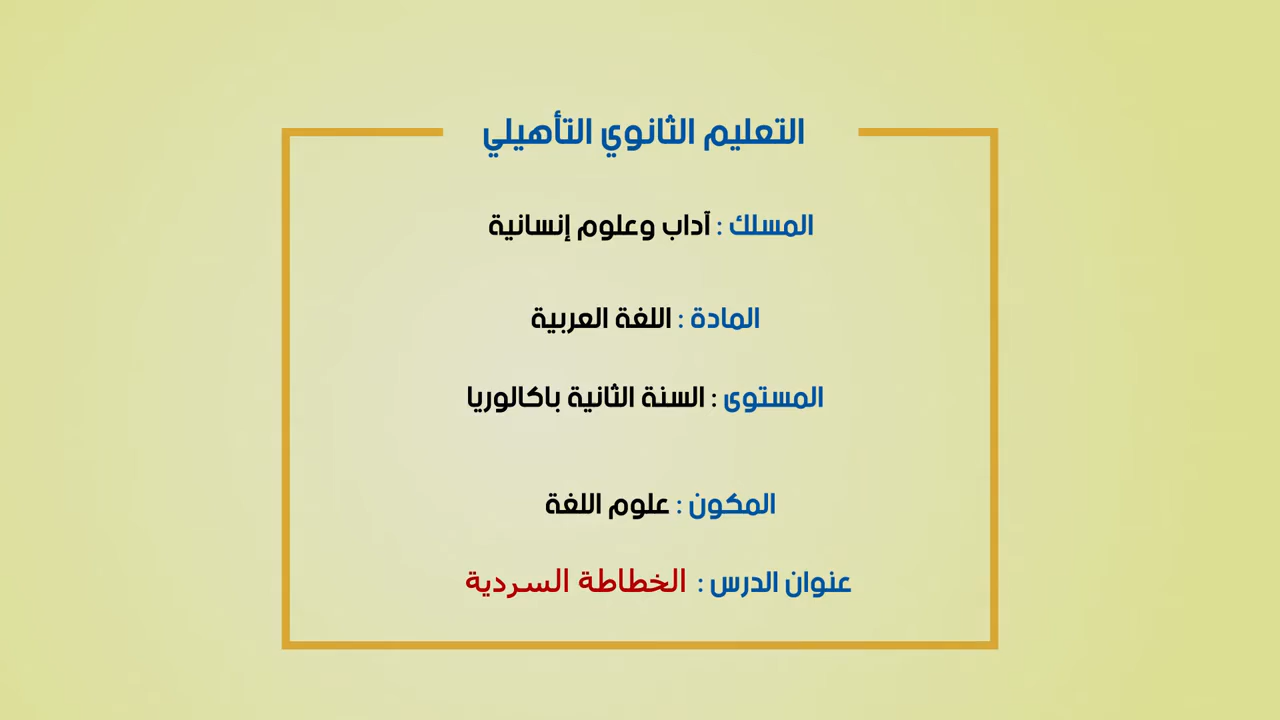 التعليم الثانوي التأهيلي
المسلك : آداب وعلوم إنسانية
المادة : اللغة العربية
المستوى : السنة الثانية باكالوريا
المكون : علوم اللغة
عنوان الدرس : الخطاطة السردية